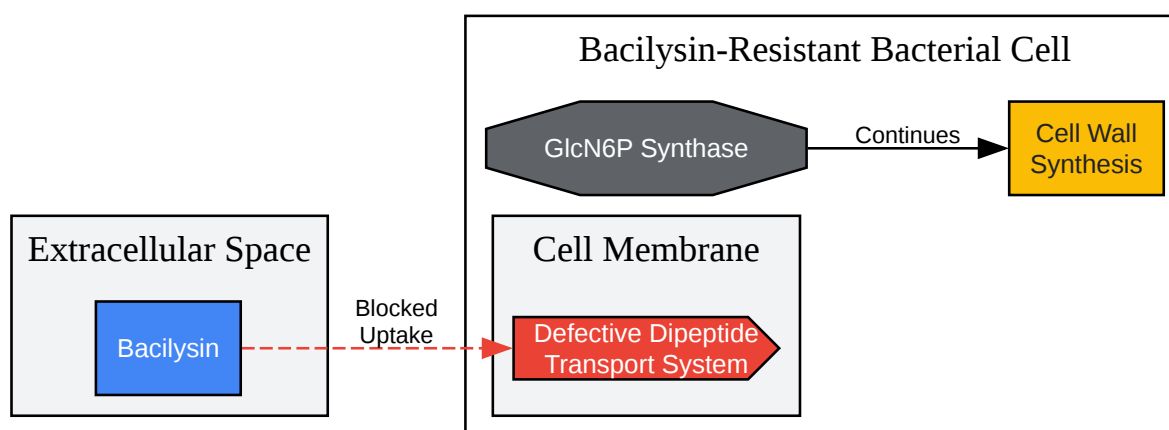 Bacilysin-Resistant Bacterial Cell
GlcN6P Synthase
Continues
Cell Wall
Synthesis
Extracellular Space
Cell Membrane
Bacilysin
Blocked
Uptake
Defective Dipeptide
Transport System